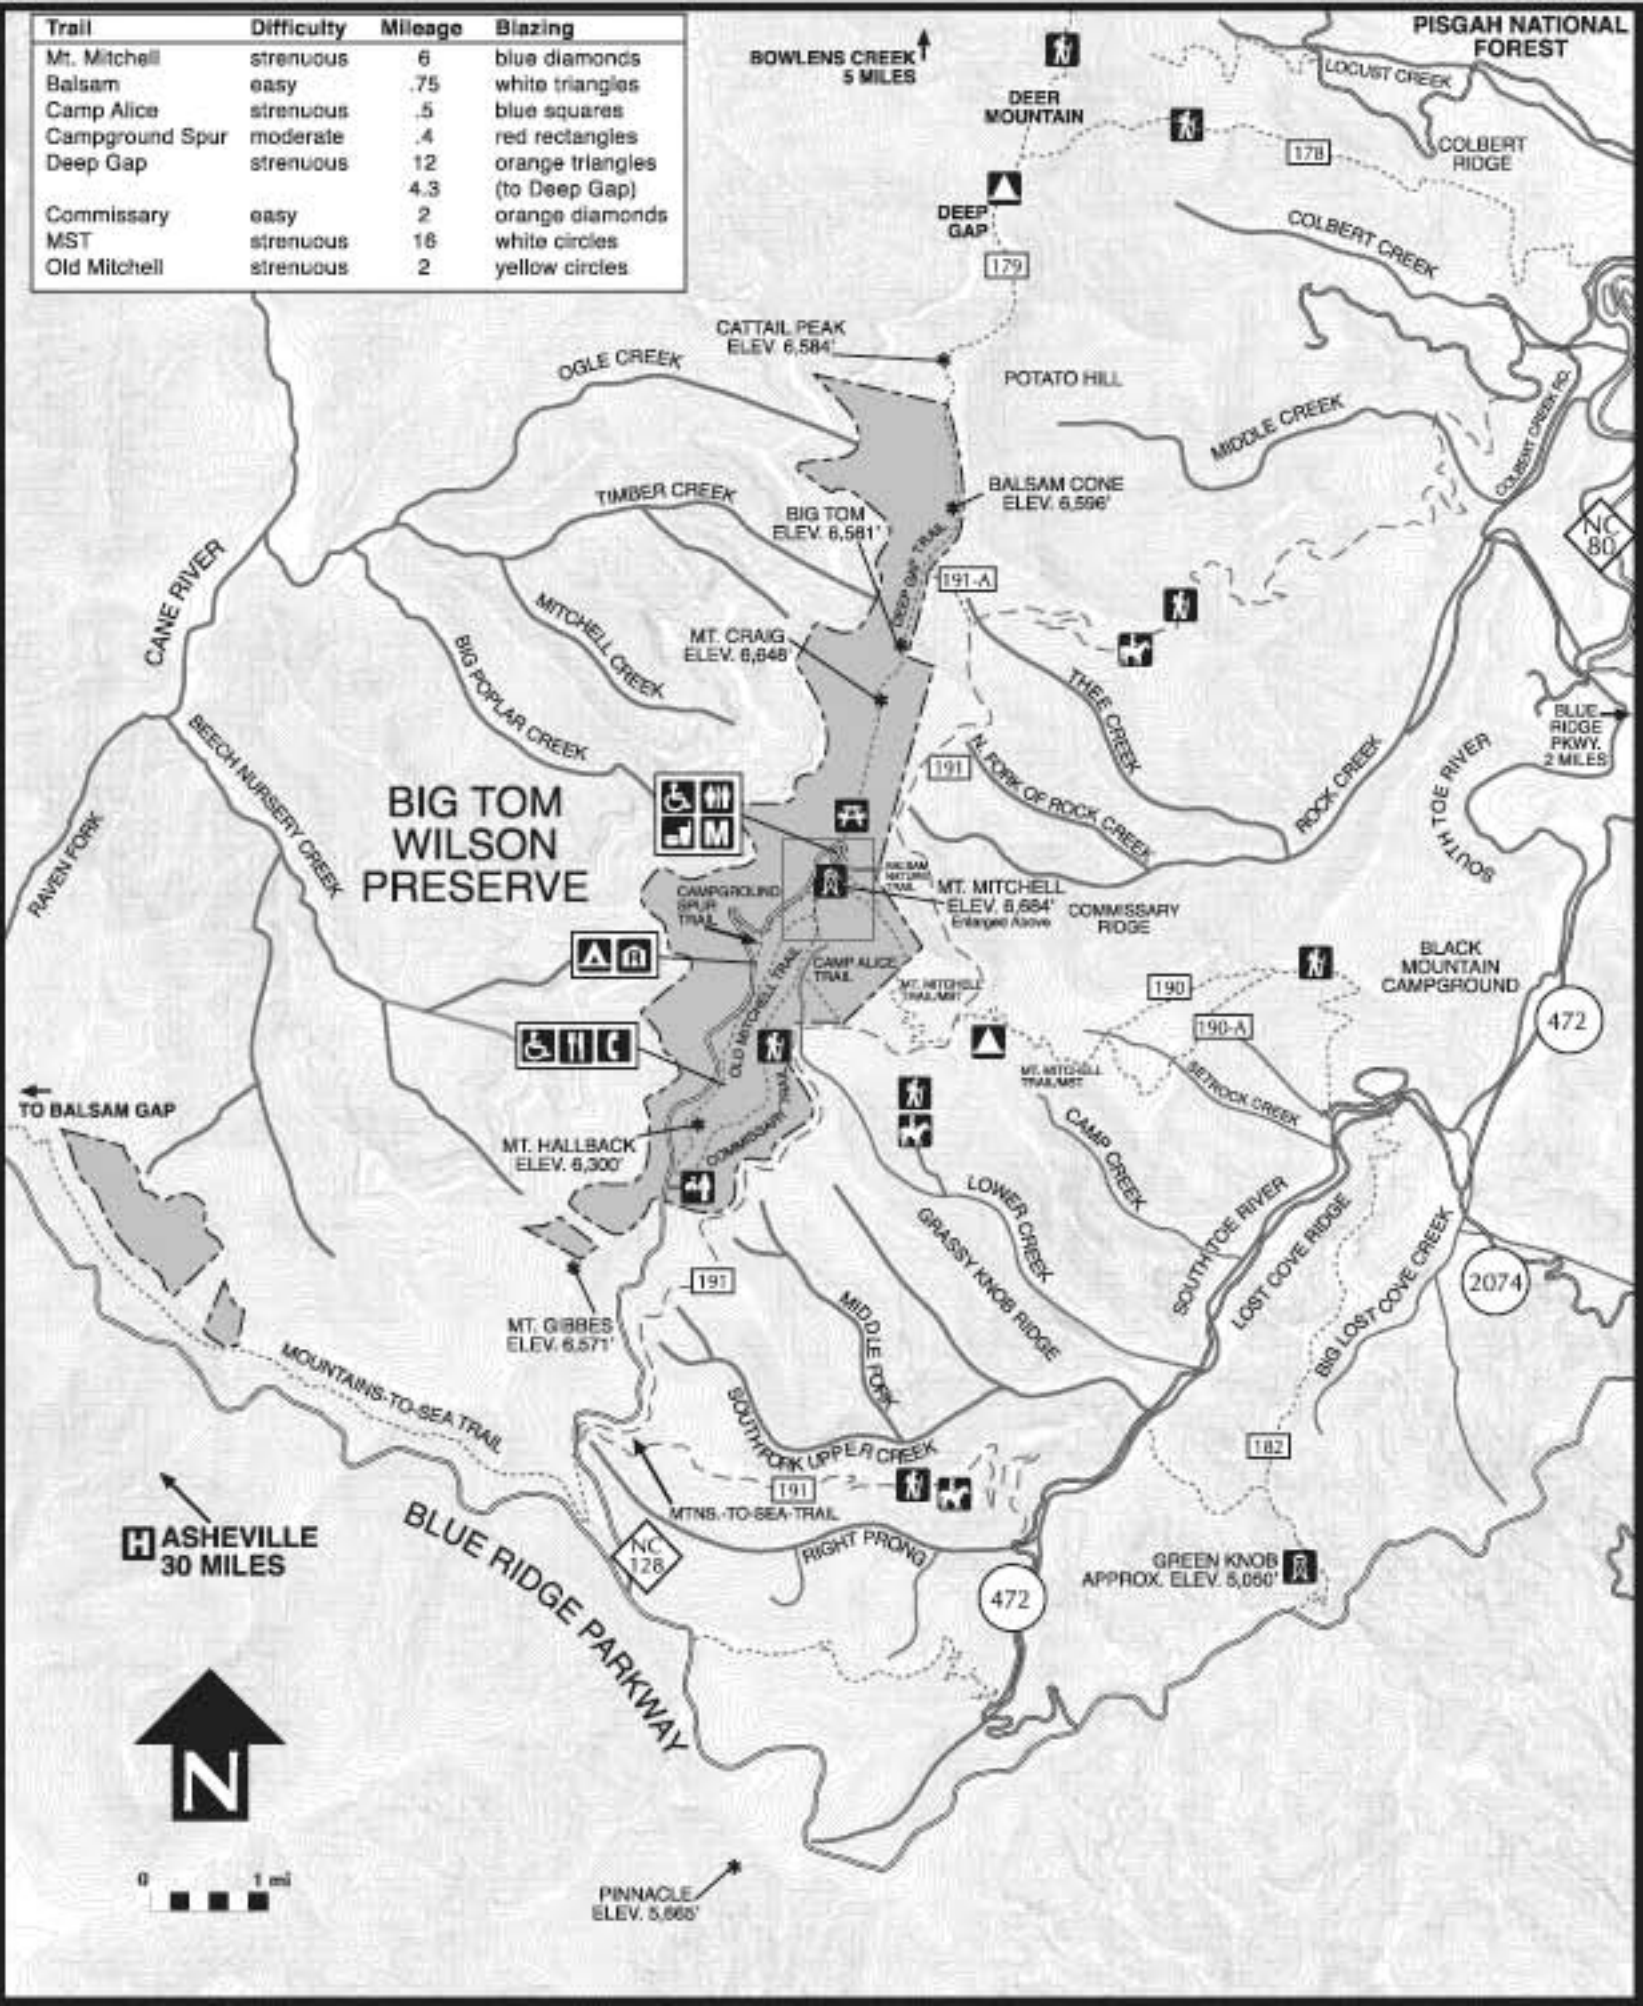 Trail Difficulty Mileage Blazing
Mt. Mitchell strenuous 6 blue diamonds
Balsam easy .75 white triangles
Camp Alice strenuous .5 blue squares
Campground Spur moderate .4 red rectangles
Deep Gap strenuous 12 orange triangles
4.3 (to Deep Gap)
Commissary easy 2 orange diamonds
MST strenuous 16 white circles
Old Mitchell strenuous 2 yellow circles
BOWLENS CREEK
5 MILES
PISGAH NATIONAL
FOREST
LOCUST CREEK
DEER
MOUNTAIN
COLBERT
RIDGE
178
DEEP
GAP
COLBERT CREEK
179
CATTAIL PEAK
ELEV. 6,584'
OGLE CREEK
POTATO HILL
MIDDLE CREEK
COLBERT CREEK RD.
TIMBER CREEK
BALSAM CONE
ELEV. 6,596'
BIG TOM
ELEV. 6,581'
DEEP GAP TRAIL
NC
80
191-A
CANE RIVER
MITCHELL CREEK
MT. CRAIG
ELEV. 6,648'
BIG POPLAR CREEK
THEE CREEK
BLUE
RIDGE
PKWY.
2 MILES
BEECH NURSERY CREEK
191
N. FORK OF ROCK CREEK
ROCK CREEK
SOUTH TOE RIVER
RAVEN FORK
BIG TOM
WILSON
PRESERVE
M
CAMPGROUND
SPUR
TRAIL
BALSAM
NATURE
TRAIL
MT. MITCHELL
ELEV. 6,684'
Enlarged Above
COMMISSARY
RIDGE
BLACK
MOUNTAIN
CAMPGROUND
CAMP ALICE
TRAIL
OLD MITCHELL TRAIL
MT. MITCHELL
TRAIL/MST
190
190-A
472
MT. MITCHELL
TRAIL/MST
SETROCK CREEK
TO BALSAM GAP
CAMP CREEK
MT. HALLBACK
ELEV. 6,300'
COMMISSARY TRAIL
LOWER CREEK
GRASSY KNOB RIDGE
SOUTH TOE RIVER
LOST COVE RIDGE
BIG LOST COVE CREEK
2074
191
MT. GIBBES
ELEV. 6,571'
MIDDLE FORK
MOUNTAINS-TO-SEA TRAIL
SOUTH FORK UPPER CREEK
182
191
MTNS.-TO-SEA-TRAIL
H ASHEVILLE
30 MILES
BLUE RIDGE PARKWAY
NC
128
RIGHT PRONG
472
GREEN KNOB
APPROX. ELEV. 5,050'
N
0 1 mi
PINNACLE
ELEV. 5,665'